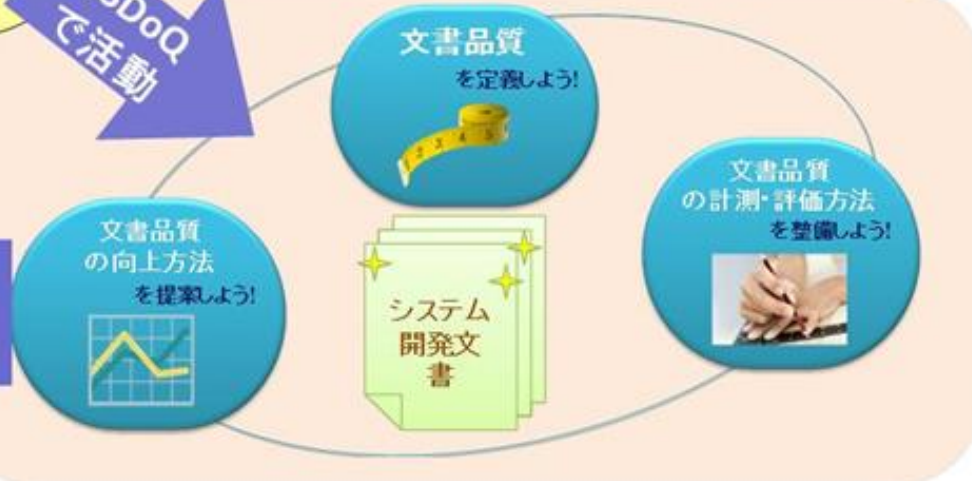 DoQ
で活動
文書品質
を定義しよう!
文書品質
の計測・評価方法
を整備しよう!
文書品質
の向上方法
を提案しよう!
システム
開発文
書